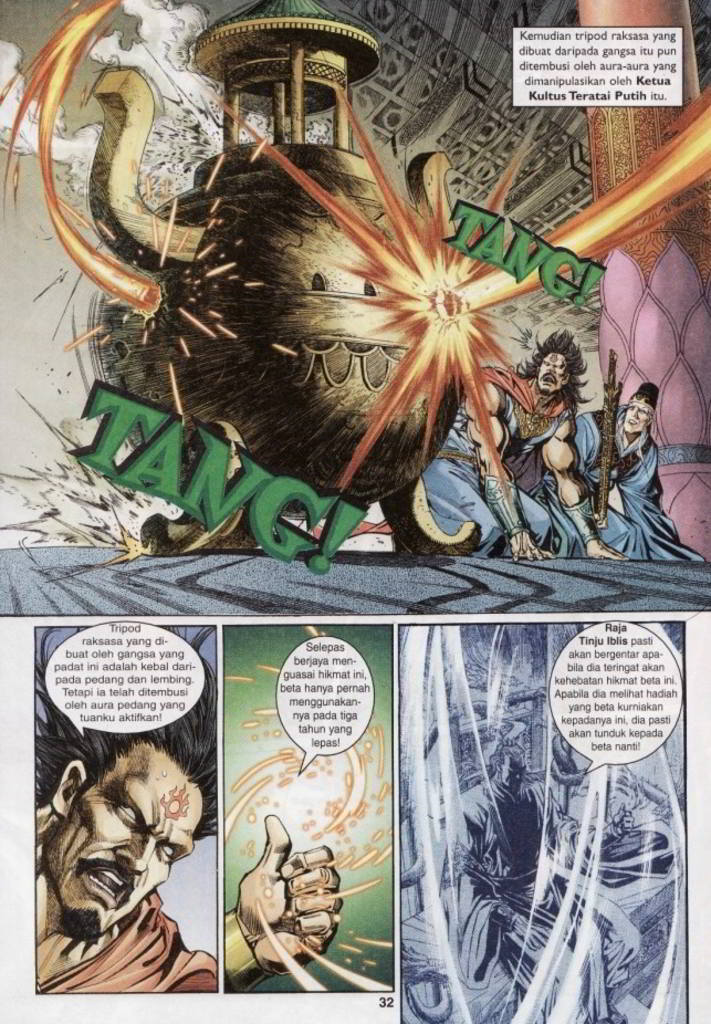 Kemudian tripod raksasa yang
dibuat daripada gangsa itu pun
ditembusi oleh aura-aura yang
dimanipulasikan oleh Ketua
Kultus Teratai Putih itu.
TANG!
TANG!
Tripod
raksasa yang di-
buat oleh gangsa yang
padat ini adalah kebal dari-
pada pedang dan lembing.
Tetapi ia telah ditembusi
oleh aura pedang yang
tuanku aktifkan!
Selepas
berjaya men-
guasai hikmat ini,
beta hanya pernah
menggunakan-
nya pada tiga
tahun yang
lepas!
Raja
Tinju Iblis pasti
akan bergentar apa-
bila dia teringat akan
kehebatan hikmat beta ini.
Apabila dia melihat hadiah
yang beta kurniakan
kepadanya ini, dia pasti
akan tunduk kepada
beta nanti!
32